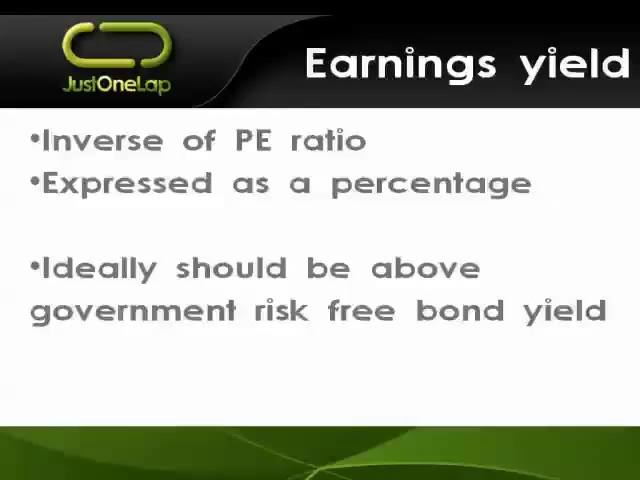 JustOneLap
Earnings yield
•Inverse of PE ratio
•Expressed as a percentage
•Ideally should be above
government risk free bond yield